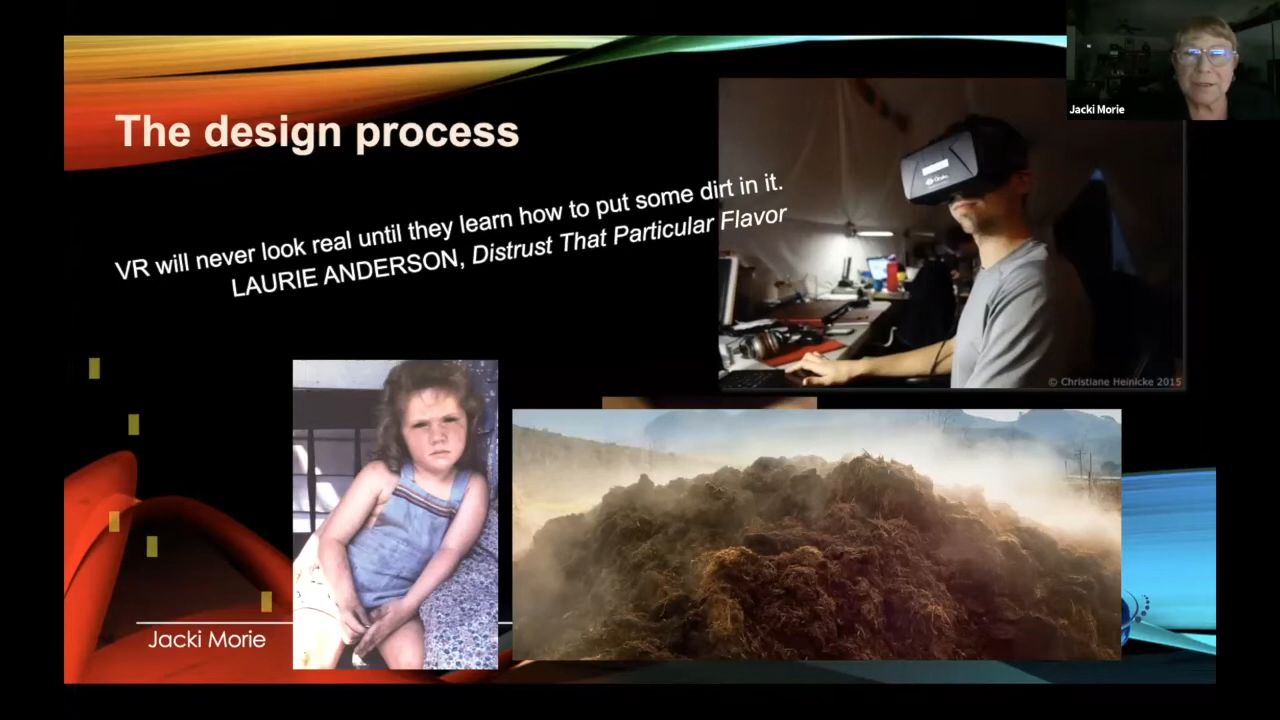 Jacki Morie
The design process
VR will never look real until they learn how to put some dirt in it.
LAURIE ANDERSON, Distrust That Particular Flavor
© Christiane Heinicke 2015
Jacki Morie